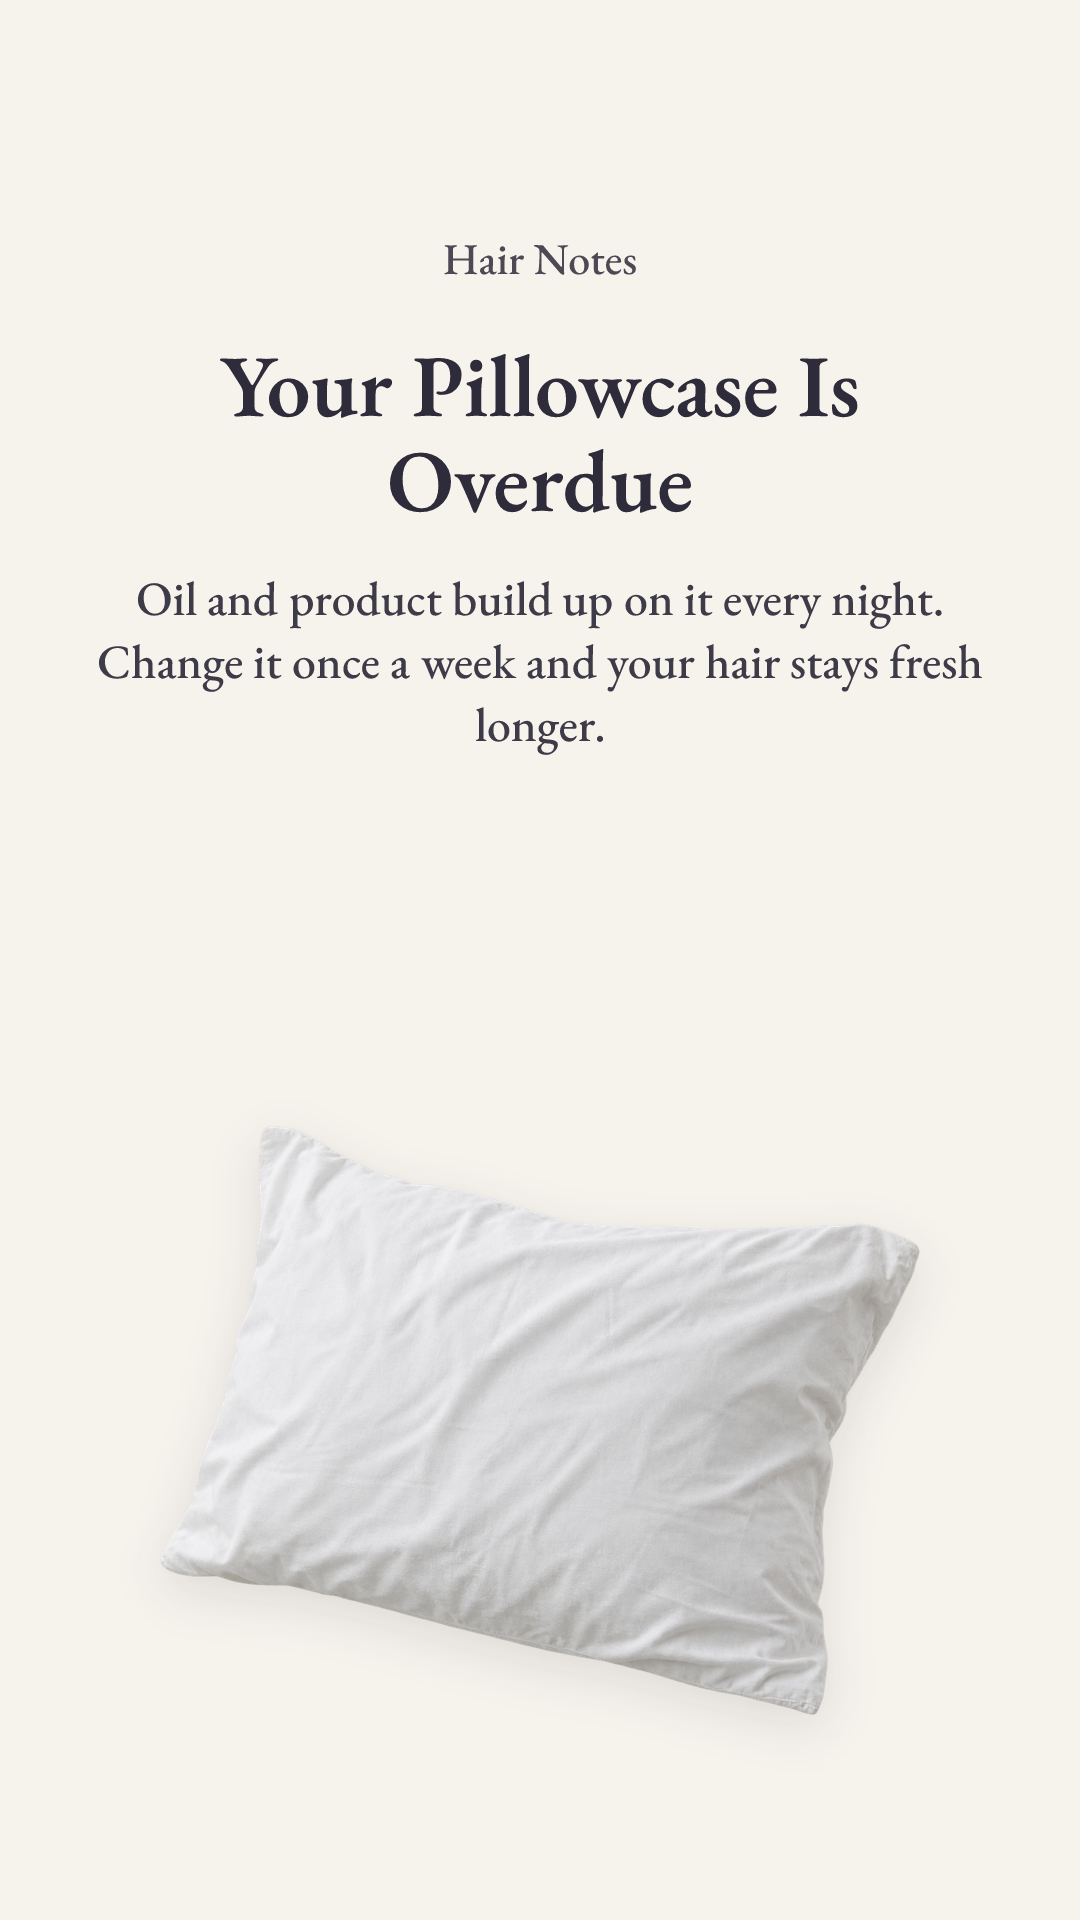 Hair Notes
Your Pillowcase Is
Overdue
Oil and product build up on it every night.
Change it once a week and your hair stays fresh
longer.